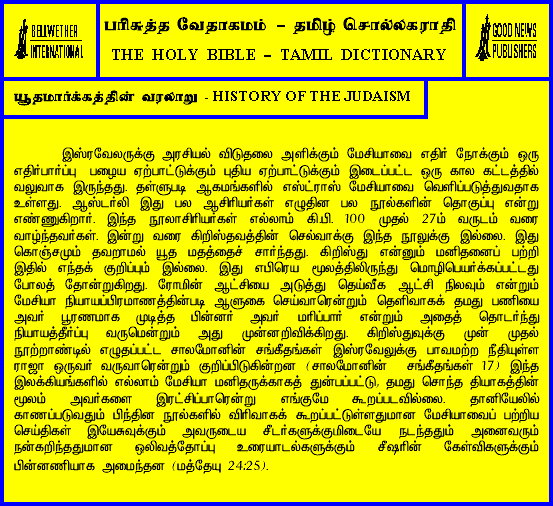 BELLWETHER
INTERNATIONAL
பரிசுத்த வேதாகமம் – தமிழ் சொல்லகராதி
THE HOLY BIBLE – TAMIL DICTIONARY
GOOD NEWS
PUBLISHERS
யூதமார்க்கத்தின் வரலாறு - HISTORY OF THE JUDAISM
இஸ்ரவேலருக்கு அரசியல் விடுதலை அளிக்கும் மேசியாவை எதிர் நோக்கும் ஒரு
எதிர்பார்ப்பு பழைய ஏற்பாட்டுக்கும் புதிய ஏற்பாட்டுக்கும் இடைப்பட்ட ஒரு கால கட்டத்தில்
வலுவாக இருந்தது. தள்ளுபடி ஆகமங்களில் எஸ்ட்ராஸ் மேசியாவை வெளிப்படுத்துவதாக
உள்ளது. ஆஸ்டர்லி இது பல ஆசிரியர்கள் எழுதின பல நூல்களின் தொகுப்பு என்று
எண்ணுகிறார். இந்த நூலாசிரியர்கள் எல்லாம் கி.பி. 100 முதல் 27ம் வருடம் வரை
வாழ்ந்தவர்கள். இன்று வரை கிறிஸ்தவத்தின் செல்வாக்கு இந்த நூலுக்கு இல்லை. இது
கொஞ்சமும் தவறாமல் யூத மதத்தைச் சார்ந்தது. கிறிஸ்து என்னும் மனிதனைப் பற்றி
இதில் எந்தக் குறிப்பும் இல்லை. இது எபிரெய மூலத்திலிருந்து மொழிபெயர்க்கப்பட்டது
போலத் தோன்றுகிறது. ரோமின் ஆட்சியை அடுத்து தெய்வீக ஆட்சி நிலவும் என்றும்
மேசியா நியாயப்பிரமாணத்தின்படி ஆளுகை செய்வாரென்றும் தெளிவாகக் தமது பணியை
அவர் பூரணமாக முடித்த பின்னர் அவர் மரிப்பார் என்றும் அதைத் தொடர்ந்து
நியாயத்தீர்ப்பு வருமென்றும் அது முன்னறிவிக்கிறது. கிறிஸ்துவுக்கு முன் முதல்
நூற்றாண்டில் எழுதப்பட்ட சாலமோனின் சங்கீதங்கள் இஸ்ரவேலுக்கு பாவமற்ற நீதியுள்ள
ராஜா ஒருவர் வருவாரென்றும் குறிப்பிடுகின்றன (சாலமோனின் சங்கீதங்கள் 17) இந்த
இலக்கியங்களில் எல்லாம் மேசியா மனிதருக்காகத் துன்பப்பட்டு, தமது சொந்த தியாகத்தின்
மூலம் அவர்களை இரட்சிப்பாரென்று எங்குமே கூறப்படவில்லை. தானியேலில்
காணப்படுவதும் பிந்தின நூல்களில் விரிவாகக் கூறப்பட்டுள்ளதுமான மேசியாவைப் பற்றிய
செய்திகள் இயேசுவுக்கும் அவருடைய சீடர்களுக்குமிடையே நடந்ததும் அனைவரும்
நன்கறிந்ததுமான ஒலிவத்தோப்பு உரையாடல்களுக்கும் சீஷரின் கேள்விகளுக்கும்
பின்னணியாக அமைந்தன (மத்தேயு 24:25).